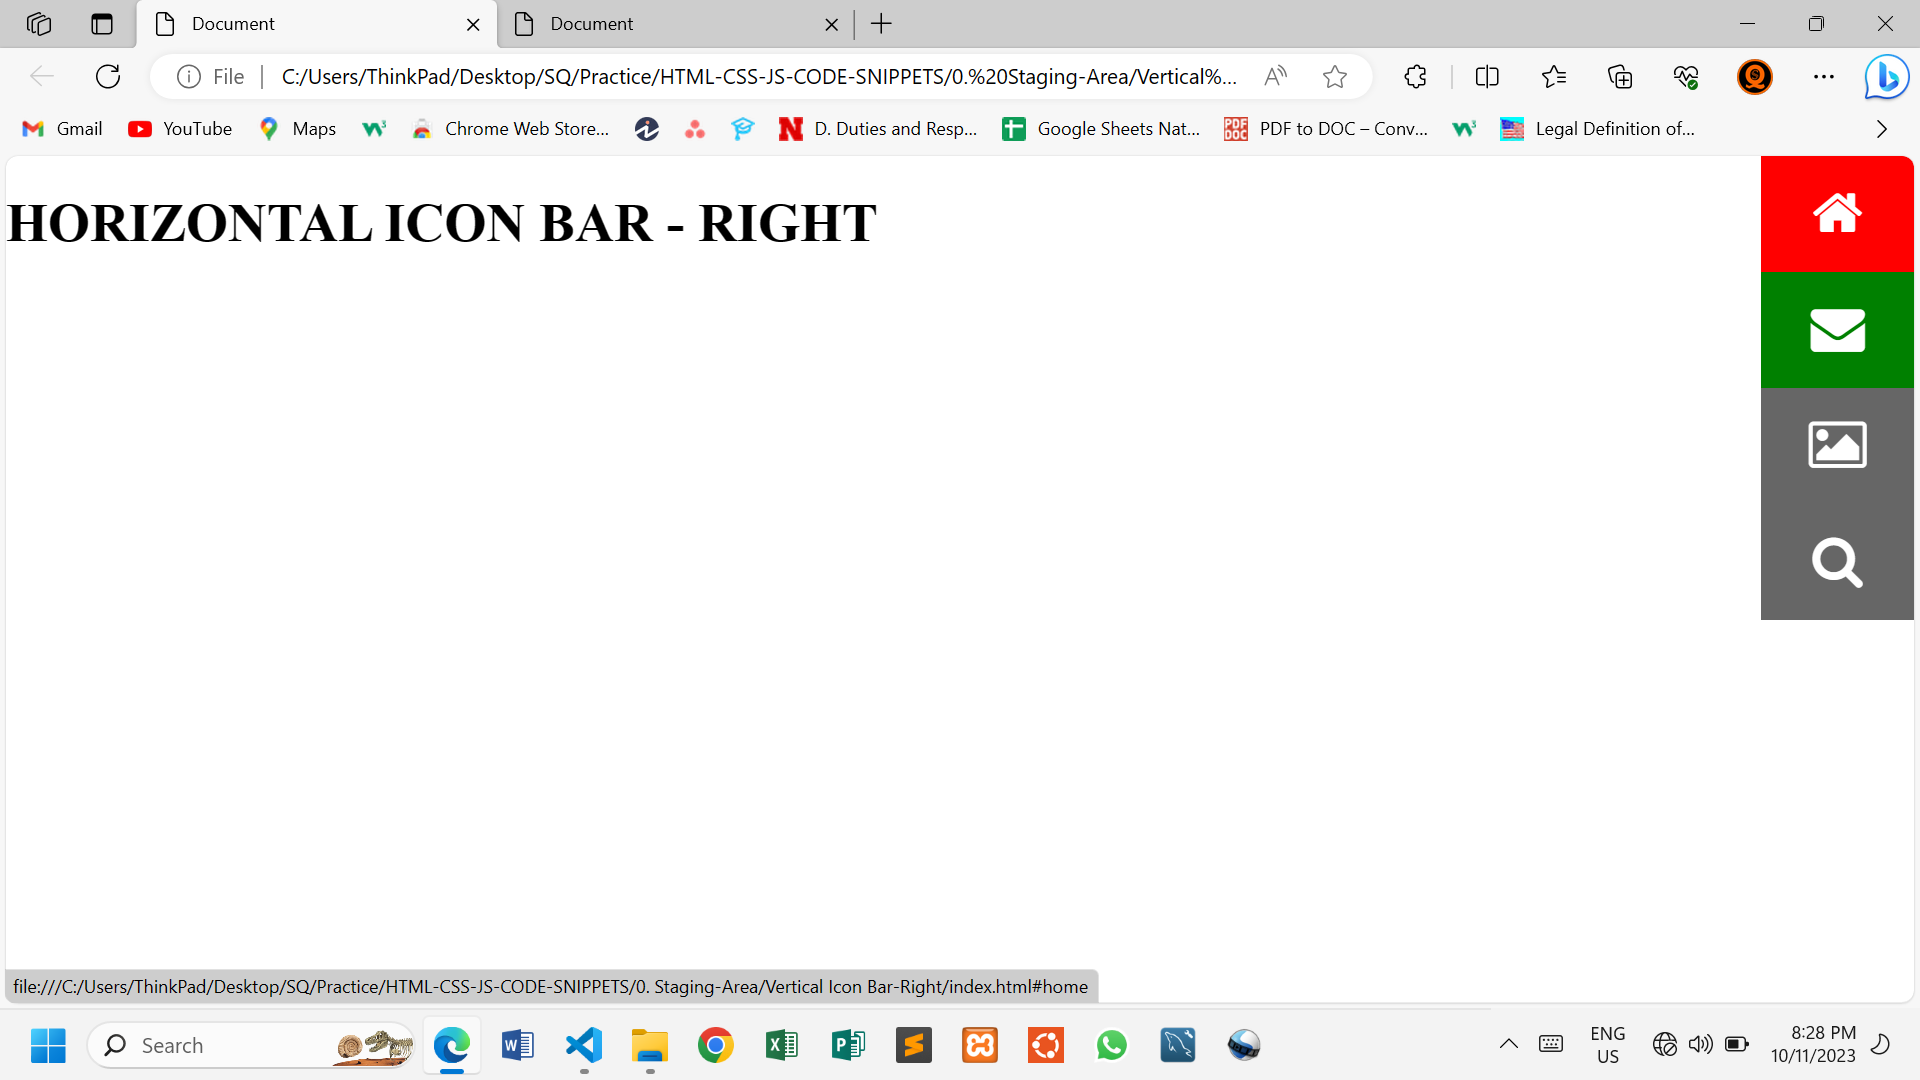 Document
Document
File
C:/Users/ThinkPad/Desktop/SQ/Practice/HTML-CSS-JS-CODE-SNIPPETS/0.%20Staging-Area/Vertical%...
Gmail
YouTube
Maps
Chrome Web Store...
D. Duties and Resp...
Google Sheets Nat...
PDF DOC
PDF to DOC – Conv...
Legal Definition of...
HORIZONTAL ICON BAR - RIGHT
file:///C:/Users/ThinkPad/Desktop/SQ/Practice/HTML-CSS-JS-CODE-SNIPPETS/0. Staging-Area/Vertical Icon Bar-Right/index.html#home
Search
ENG
US
8:28 PM
10/11/2023